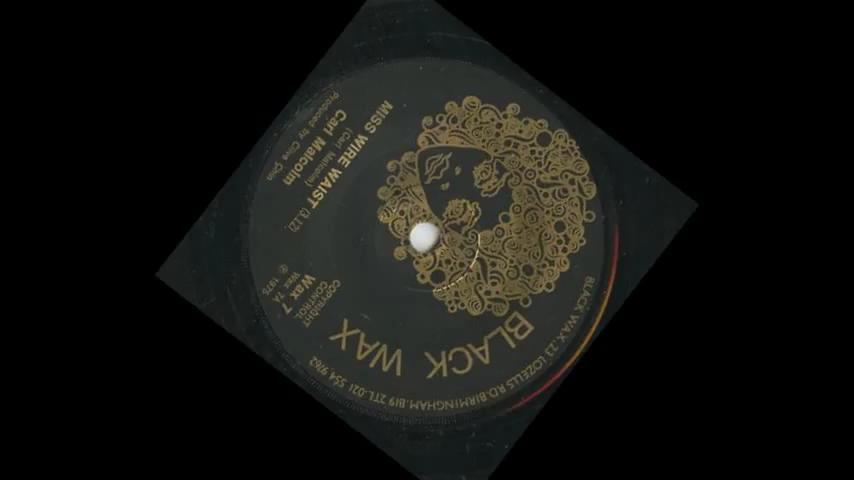 BLACK WAX. 23 LOZELLS RD. BIRMINGHAM. B19 2TL. 021 554 9162
BLACK WAX
COPYRIGHT
CONTROL
Wax 7
Wax 7A
℗ 1975
MISS WIRE WAIST (3.12).
(Carl Malcolm)
Carl Malcolm
Produced by Clive Chin